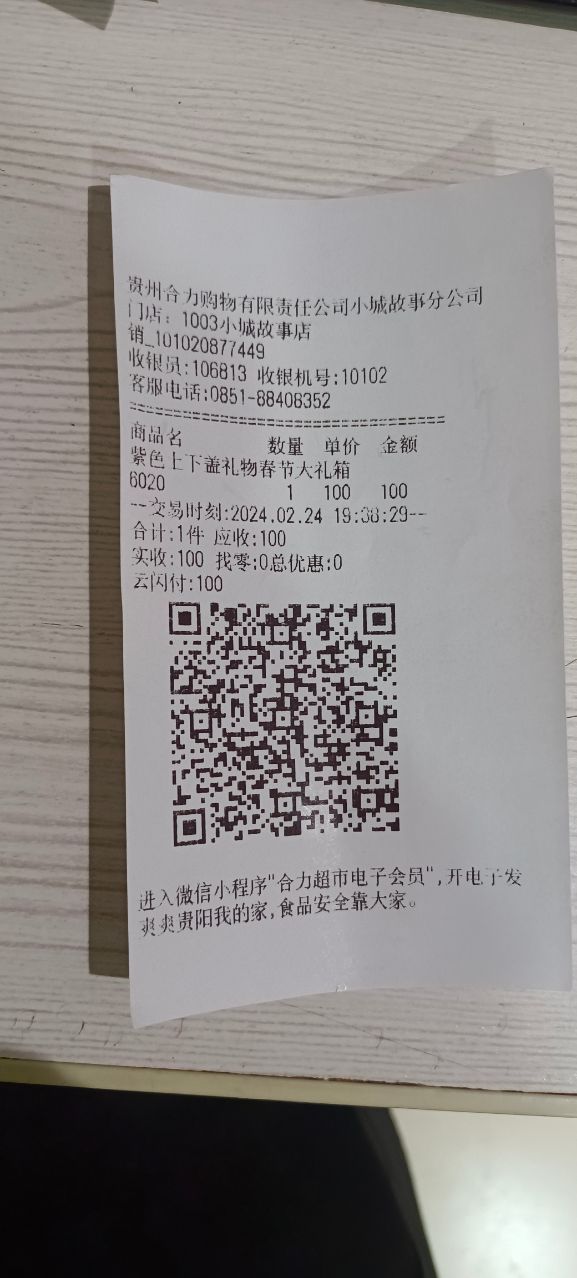 贵州合力购物有限责任公司小城故事分公司
门店：1003小城故事店
销_101020877449
收银员:106813 收银机号:10102
客服电话:0851-88408352
==========================================
商品名 数量 单价 金额
紫色上下盖礼物春节大礼箱
6020 1 100 100
--交易时刻:2024.02.24 19:38:29--
合计:1件 应收:100
实收:100 找零:0总优惠:0
云闪付:100
进入微信小程序"合力超市电子会员",开电子发
爽爽贵阳我的家,食品安全靠大家。